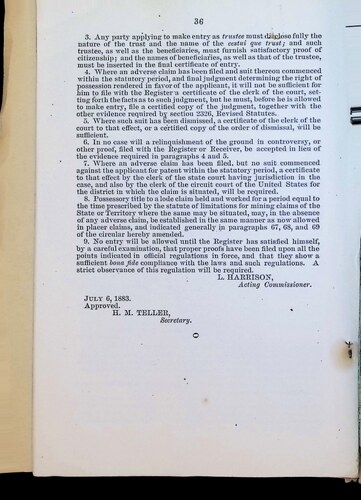 36
3. Any party applying to make entry as trustee must disclose fully the
nature of the trust and the name of the cestui que trust; and such
trustee, as well as the beneficiaries, must furnish satisfactory proof of
citizenship; and the names of beneficiaries, as well as that of the trustee,
must be inserted in the final certificate of entry.
4. Where an adverse claim has been filed and suit thereon commenced
within the statutory period, and final judgment determining the right of
possession rendered in favor of the applicant, it will not be sufficient for
him to file with the Register a certificate of the clerk of the court, set-
ting forth the facts as to such judgment, but he must, before he is allowed
to make entry, file a certified copy of the judgment, together with the
other evidence required by section 2326, Revised Statutes.
5. Where such suit has been dismissed, a certificate of the clerk of the
court to that effect, or a certified copy of the order of dismissal, will be
sufficient.
6. In no case will a relinquishment of the ground in controversy, or
other proof, filed with the Register or Receiver, be accepted in lieu of
the evidence required in paragraphs 4 and 5.
7. Where an adverse claim has been filed, but no suit commenced
against the applicant for patent within the statutory period, a certificate
to that effect by the clerk of the state court having jurisdiction in the
case, and also by the clerk of the circuit court of the United States for
the district in which the claim is situated, will be required.
8. Possessory title to a lode claim held and worked for a period equal to
the time prescribed by the statute of limitations for mining claims of the
State or Territory where the same may be situated, may, in the absence
of any adverse claim, be established in the same manner as now allowed
in placer claims, and indicated generally in paragraphs 67, 68, and 69
of the circular hereby amended.
9. No entry will be allowed until the Register has satisfied himself,
by a careful examination, that proper proofs have been filed upon all the
points indicated in official regulations in force, and that they show a
sufficient bona fide compliance with the laws and such regulations. A
strict observance of this regulation will be required.
L. HARRISON,
Acting Commissioner.
JULY 6, 1883.
Approved.
H. M. TELLER,
Secretary.